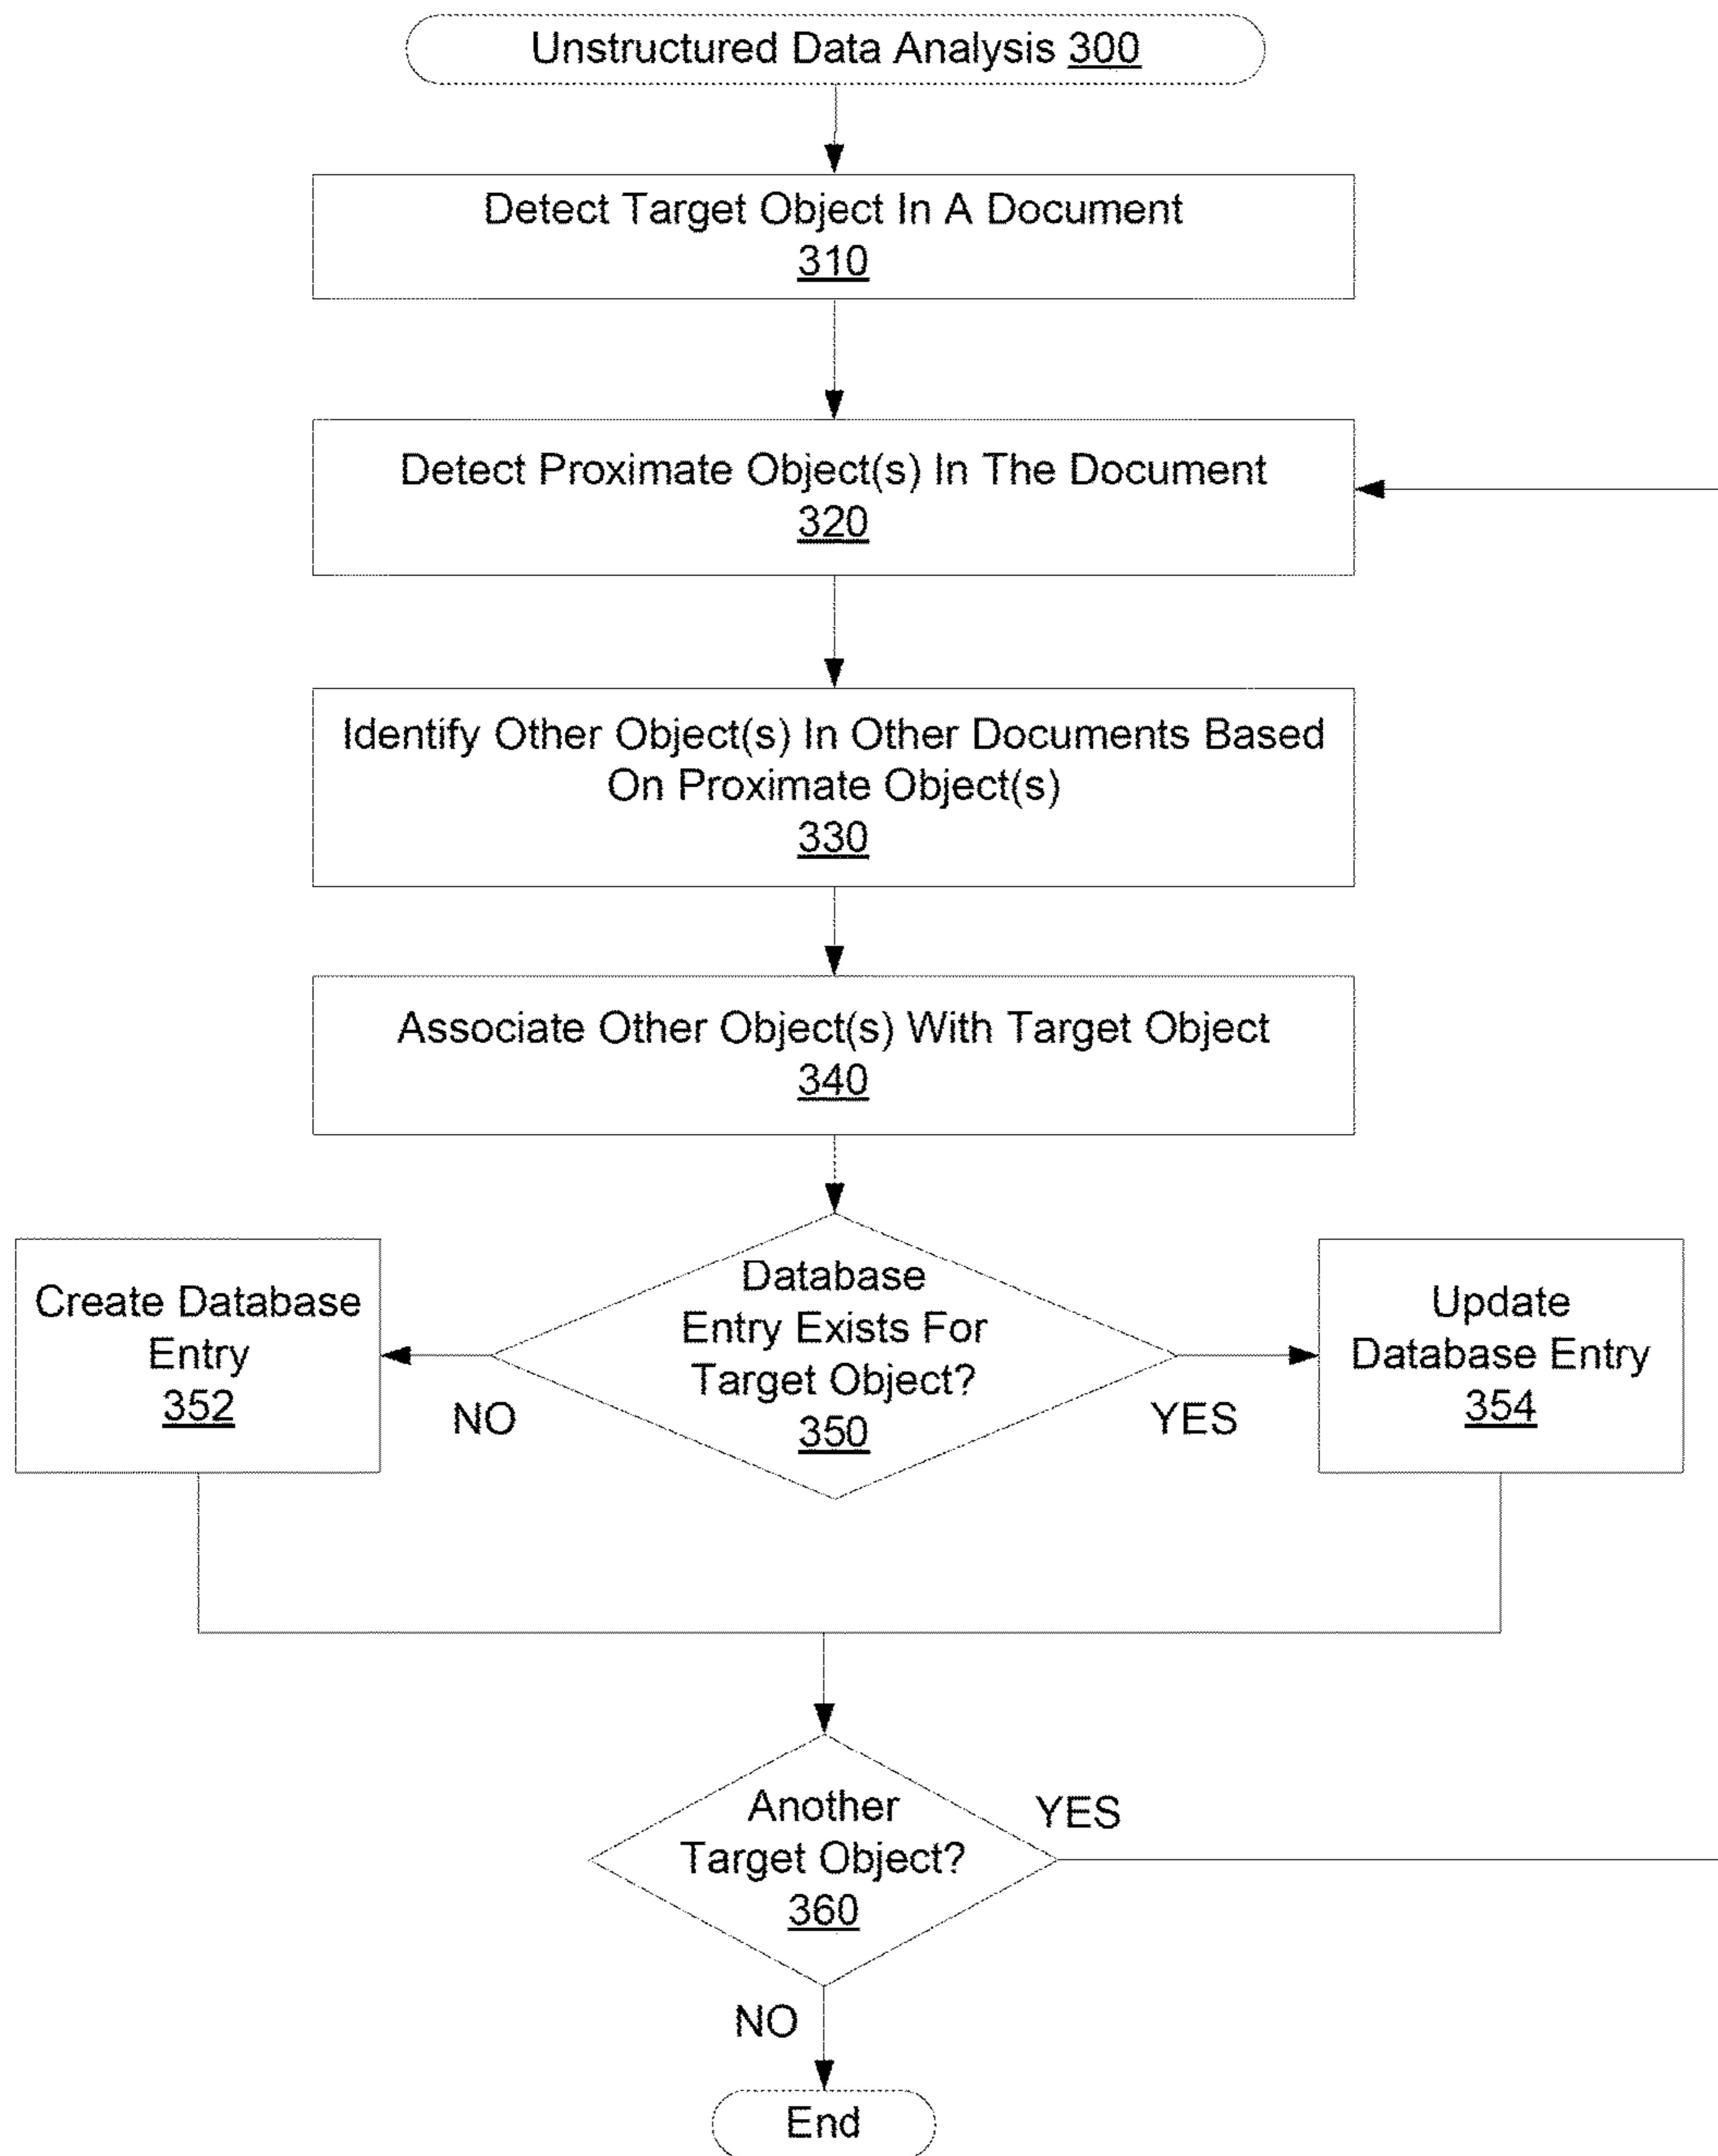 Unstructured Data Analysis 300
Detect Target Object In A Document
310
Detect Proximate Object(s) In The Document
320
Identify Other Object(s) In Other Documents Based
On Proximate Object(s)
330
Associate Other Object(s) With Target Object
340
Database
Entry Exists For
Target Object?
350
NO
YES
Create Database
Entry
352
Update
Database Entry
354
Another
Target Object?
360
YES
NO
End